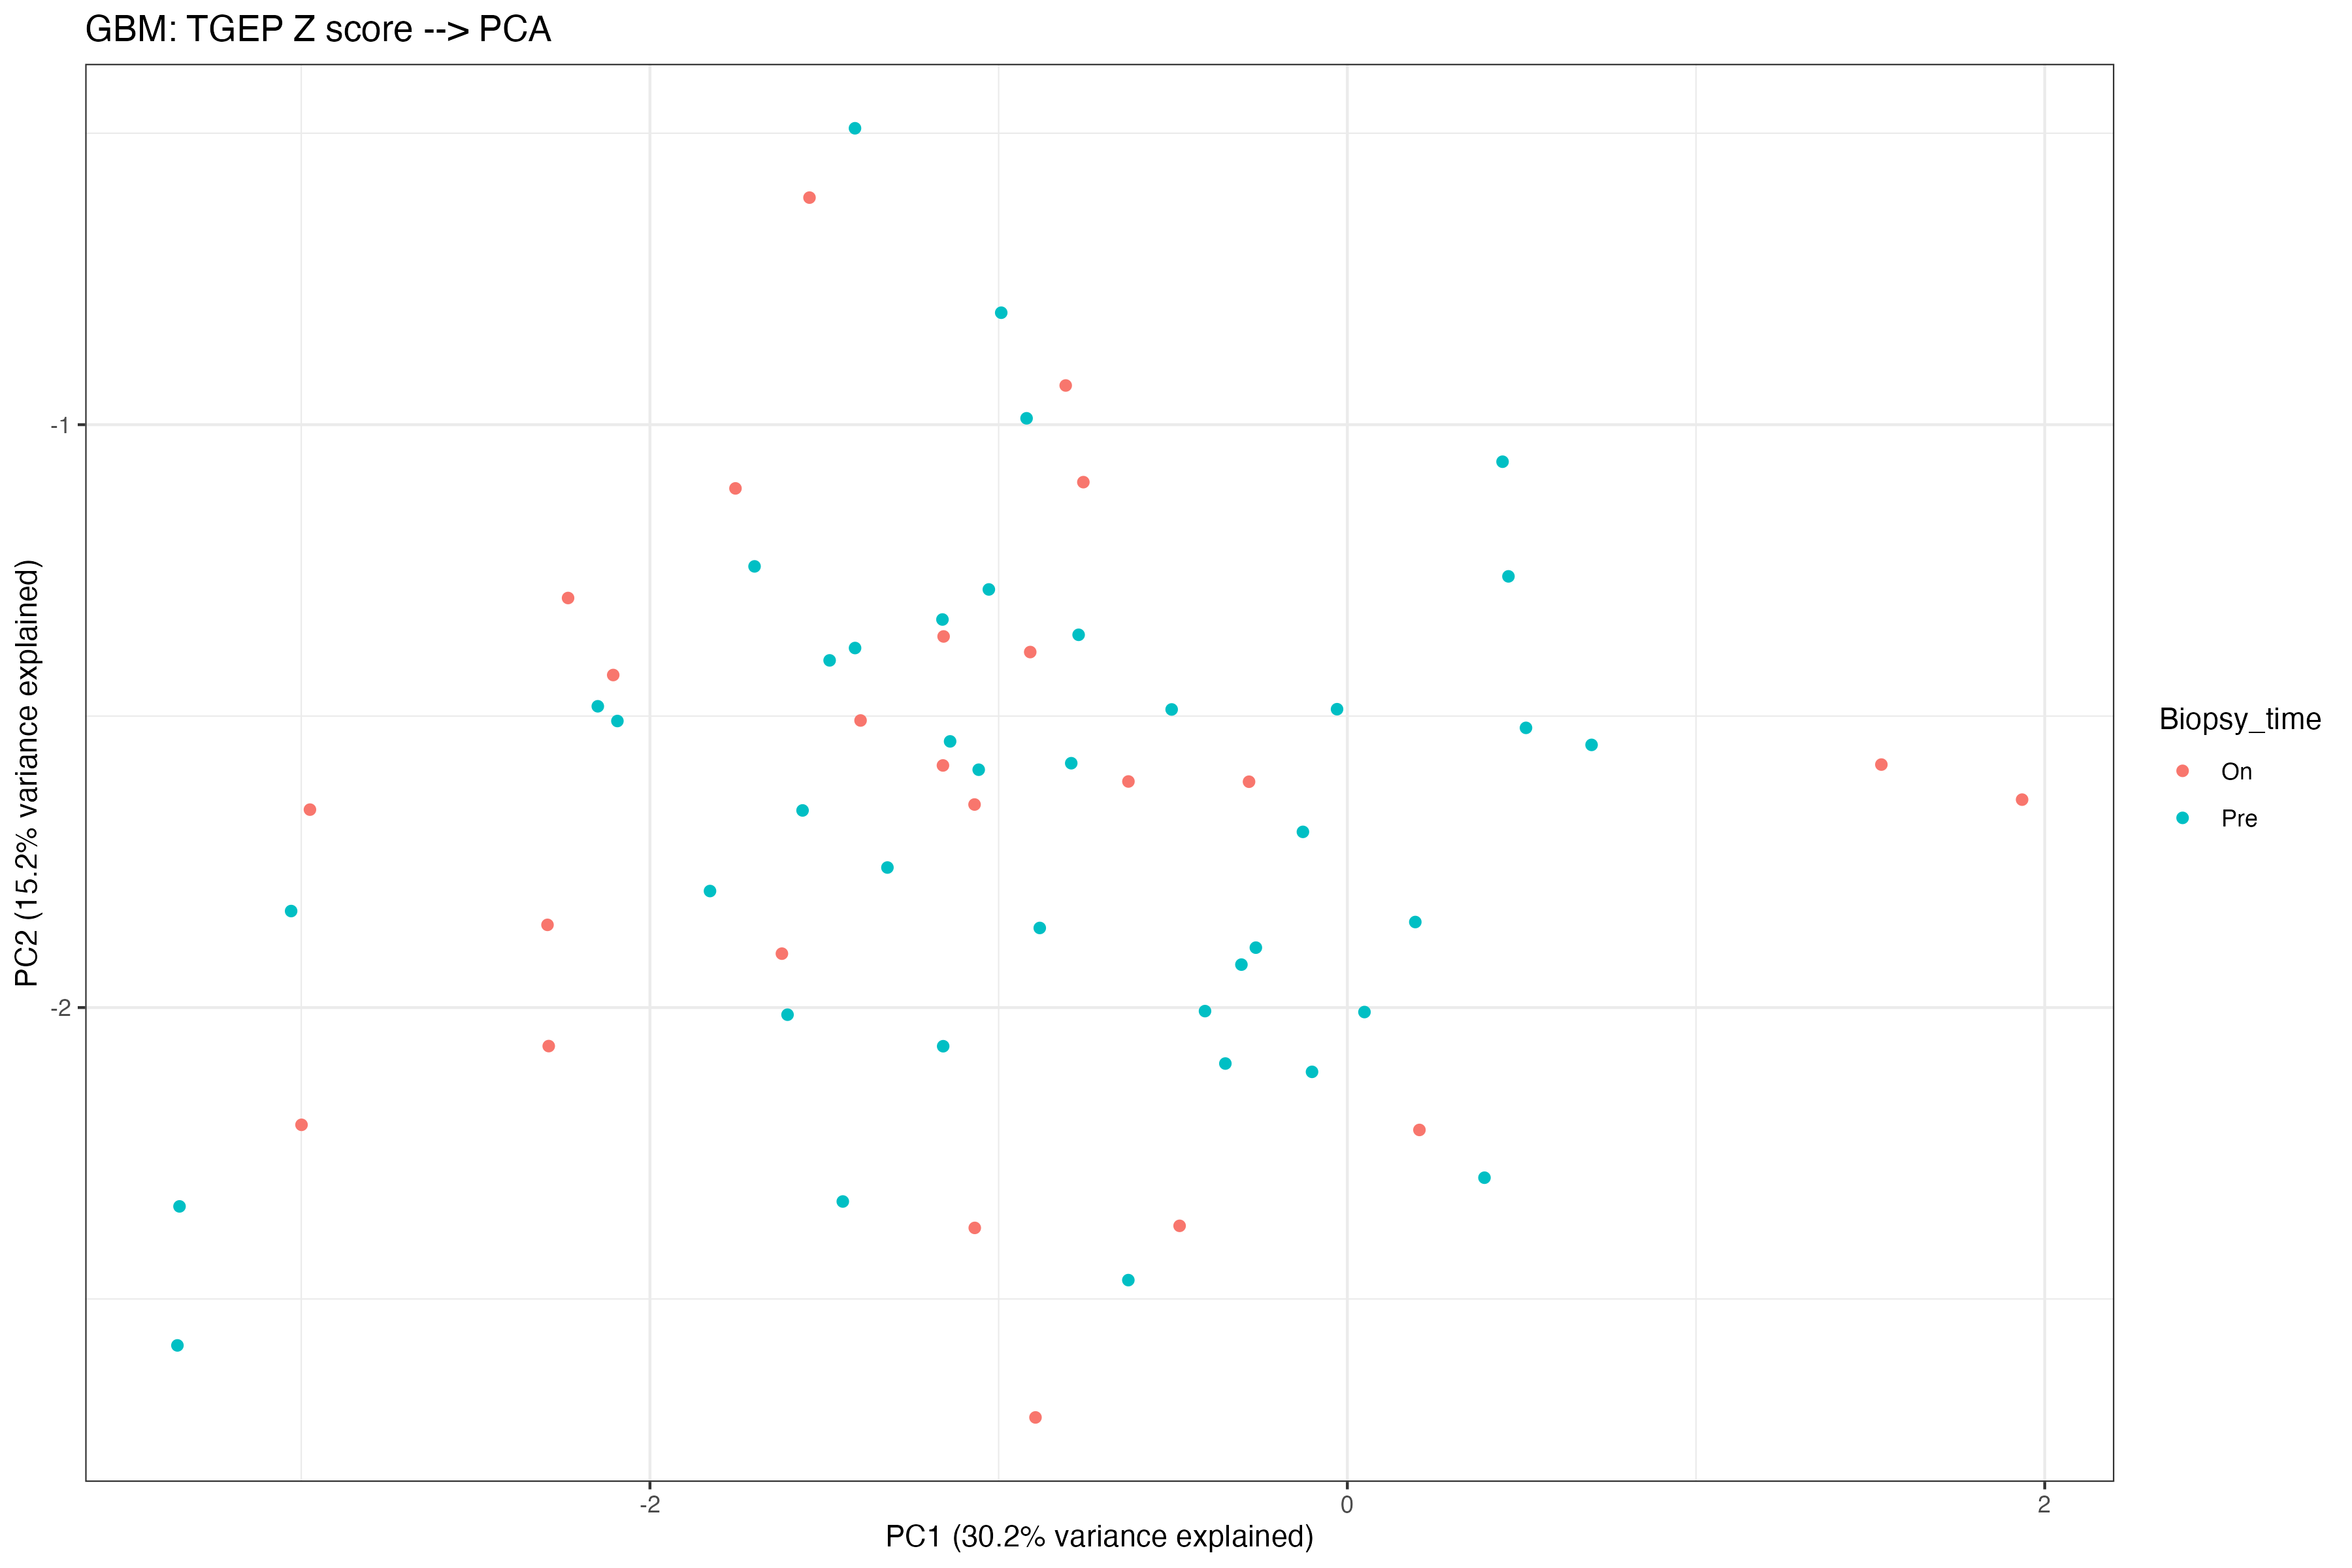 GBM: TGEP Z score --> PCA
PC2 (15.2% variance explained)
-1
-2
-2
0
2
PC1 (30.2% variance explained)
Biopsy_time
On
Pre